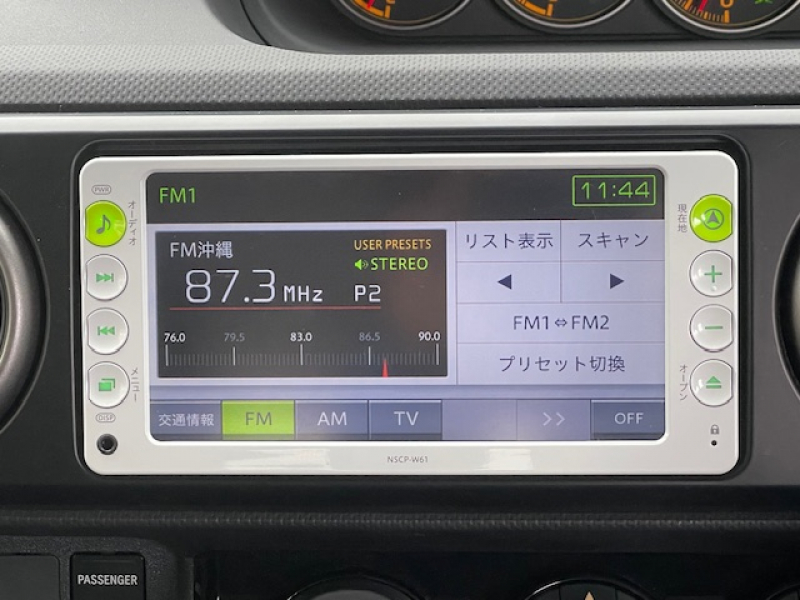 PWR
オーディオ
FM1
11:44
現在地
FM沖縄
USER PRESETS
STEREO
87.3 MHz P2
76.0 79.5 83.0 86.5 90.0
リスト表示
スキャン
FM1⇔FM2
プリセット切換
メニュー
DISP
オープン
交通情報
FM
AM
TV
>>
OFF
NSCP-W61
PASSENGER